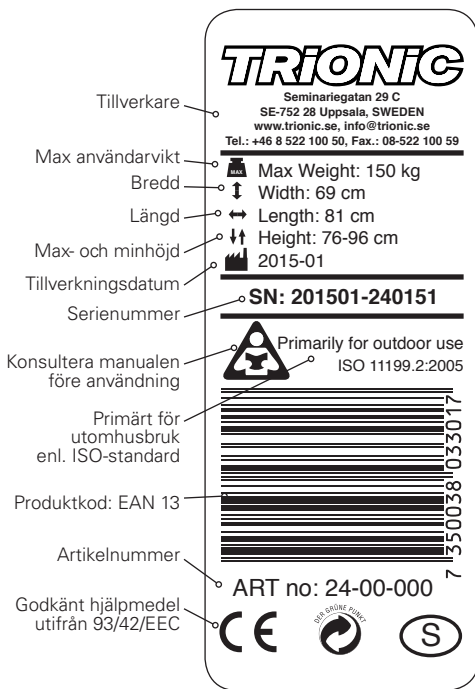 TRiONiC
Seminariegatan 29 C
SE-752 28 Uppsala, SWEDEN
www.trionic.se, info@trionic.se
Tel.: +46 8 522 100 50, Fax.: 08-522 100 59
Tillverkare
Max användarvikt
MAX
Max Weight: 150 kg
Bredd
Width: 69 cm
Längd
Length: 81 cm
Max- och minhöjd
Height: 76-96 cm
Tillverkningsdatum
2015-01
Serienummer
SN: 201501-240151
Konsultera manualen
före användning
Primarily for outdoor use
ISO 11199.2:2005
Primärt för
utomhusbruk
enl. ISO-standard
Produktkod: EAN 13
7 350038 033017
Artikelnummer
ART no: 24-00-000
Godkänt hjälpmedel
utifrån 93/42/EEC
CE
DER GRÜNE PUNKT
S